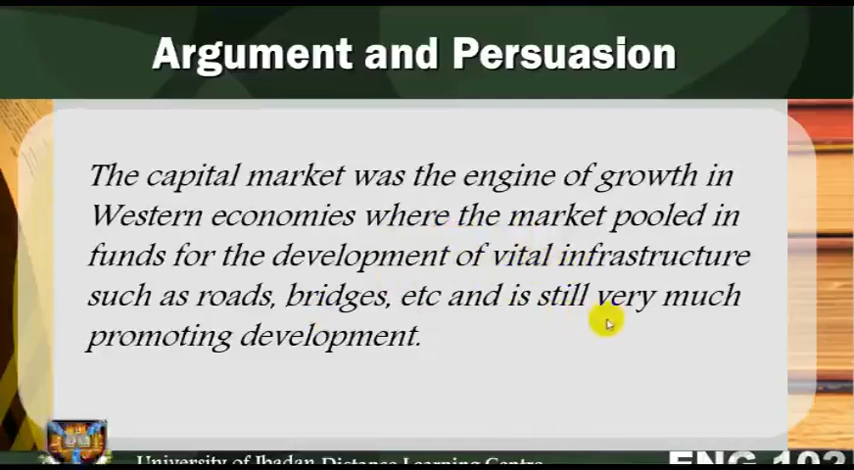 Argument and Persuasion
The capital market was the engine of growth in
Western economies where the market pooled in
funds for the development of vital infrastructure
such as roads, bridges, etc and is still very much
promoting development.
University of Ibadan Distance Learning Centre
ENG 102